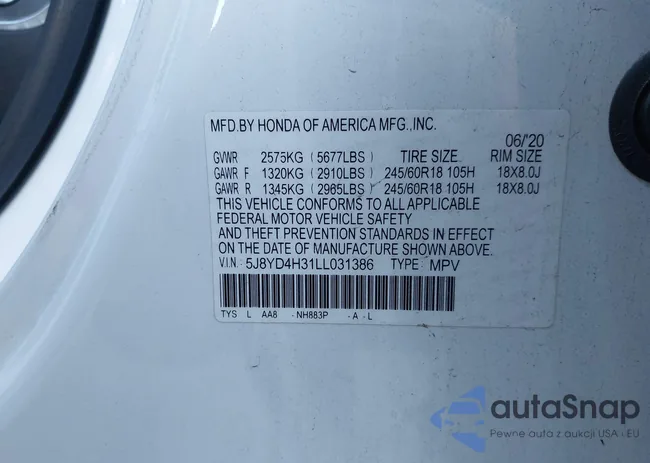 MFD.BY HONDA OF AMERICA MFG.,INC.
06/'20
GVWR 2575KG (5677LBS) TIRE SIZE RIM SIZE
GAWR F 1320KG (2910LBS) 245/60R18 105H 18X8.0J
GAWR R 1345KG (2965LBS) 245/60R18 105H 18X8.0J
THIS VEHICLE CONFORMS TO ALL APPLICABLE
FEDERAL MOTOR VEHICLE SAFETY
AND THEFT PREVENTION STANDARDS IN EFFECT
ON THE DATE OF MANUFACTURE SHOWN ABOVE.
V.I.N: 5J8YD4H31LL031386 TYPE: MPV
TYS L AA8 -NH883P -A-L
autaSnap
Pewne auta z aukcji USA i EU